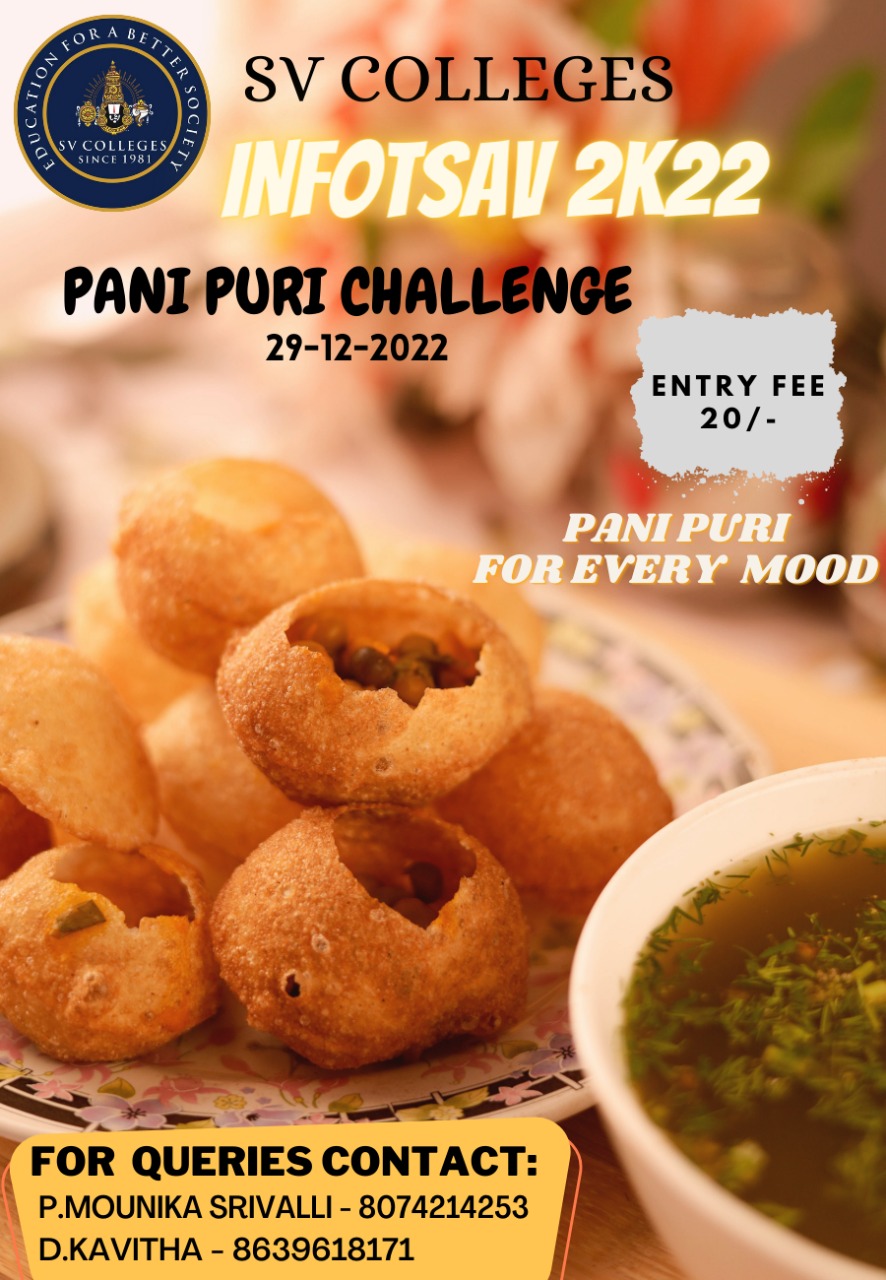 EDUCATION FOR A BETTER SOCIETY
SV COLLEGES
SINCE 1981
SV COLLEGES
INFOTSAV 2K22
PANI PURI CHALLENGE
29-12-2022
ENTRY FEE
20/-
PANI PURI
FOR EVERY MOOD
FOR QUERIES CONTACT:
P.MOUNIKA SRIVALLI - 8074214253
D.KAVITHA - 8639618171